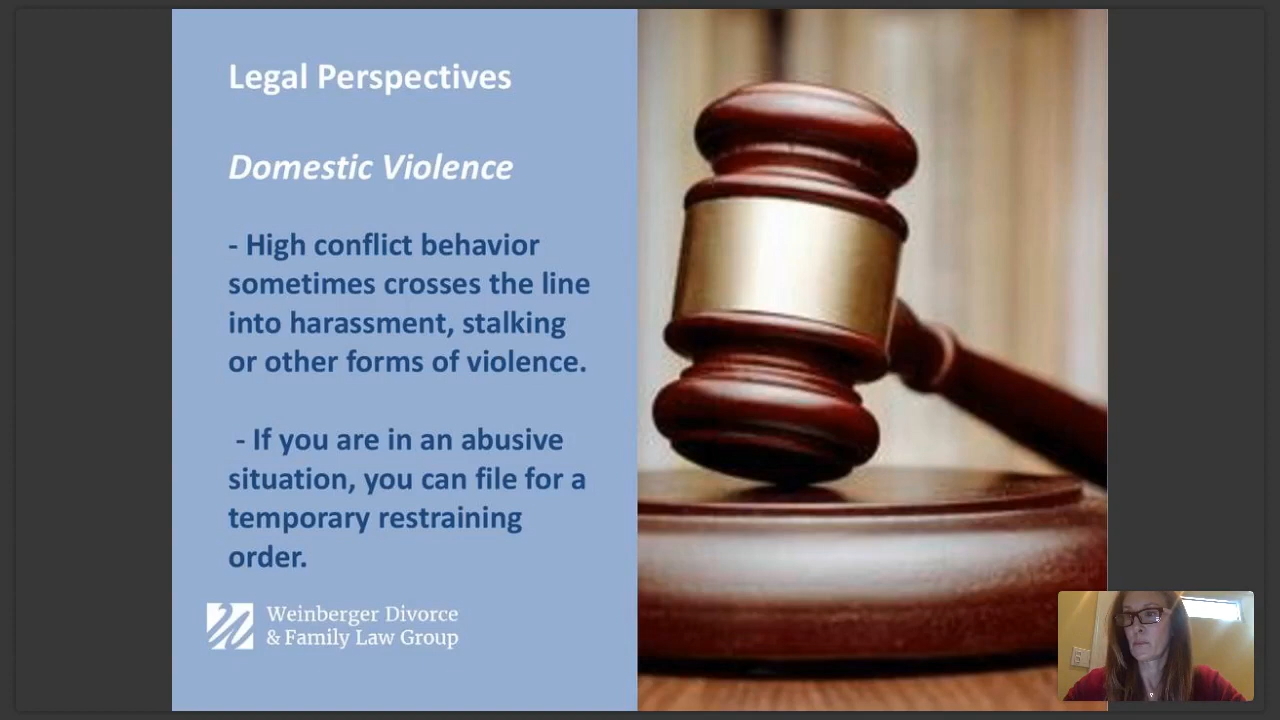 Legal Perspectives
Domestic Violence
- High conflict behavior
sometimes crosses the line
into harassment, stalking
or other forms of violence.
- If you are in an abusive
situation, you can file for a
temporary restraining
order.
Weinberger Divorce
& Family Law Group